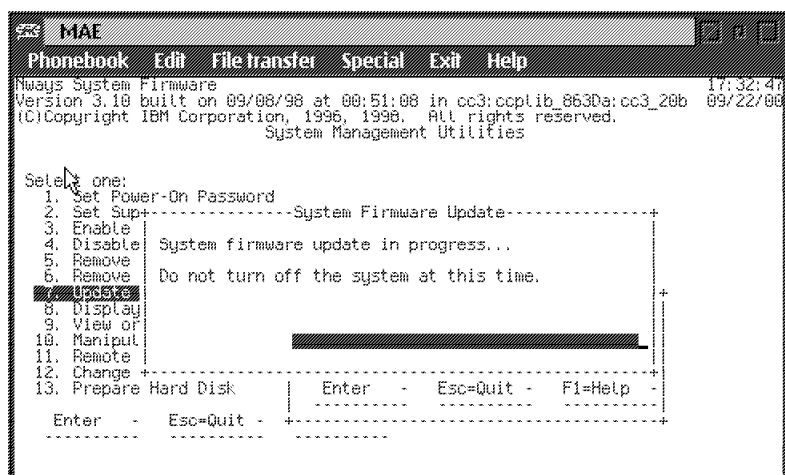 MAE
Phonebook Edit File transfer Special Exit Help
Nways System Firmware 17:32:47
Version 3.10 built on 09/08/98 at 00:51:08 in cc3:ccplib_863Da:cc3_20b 09/22/00
(C)Copyright IBM Corporation, 1996, 1998. All rights reserved.
System Management Utilities
Select one:
1. Set Power-On Password
2. Set Sup
System Firmware Update
3. Enable
4. Disable
System firmware update in progress...
5. Remove
6. Remove
Do not turn off the system at this time.
7. Update
8. Display
9. View or
10. Manipul
11. Remote
12. Change
13. Prepare Hard Disk
Enter - Esc=Quit - F1=Help -
Enter - Esc=Quit -